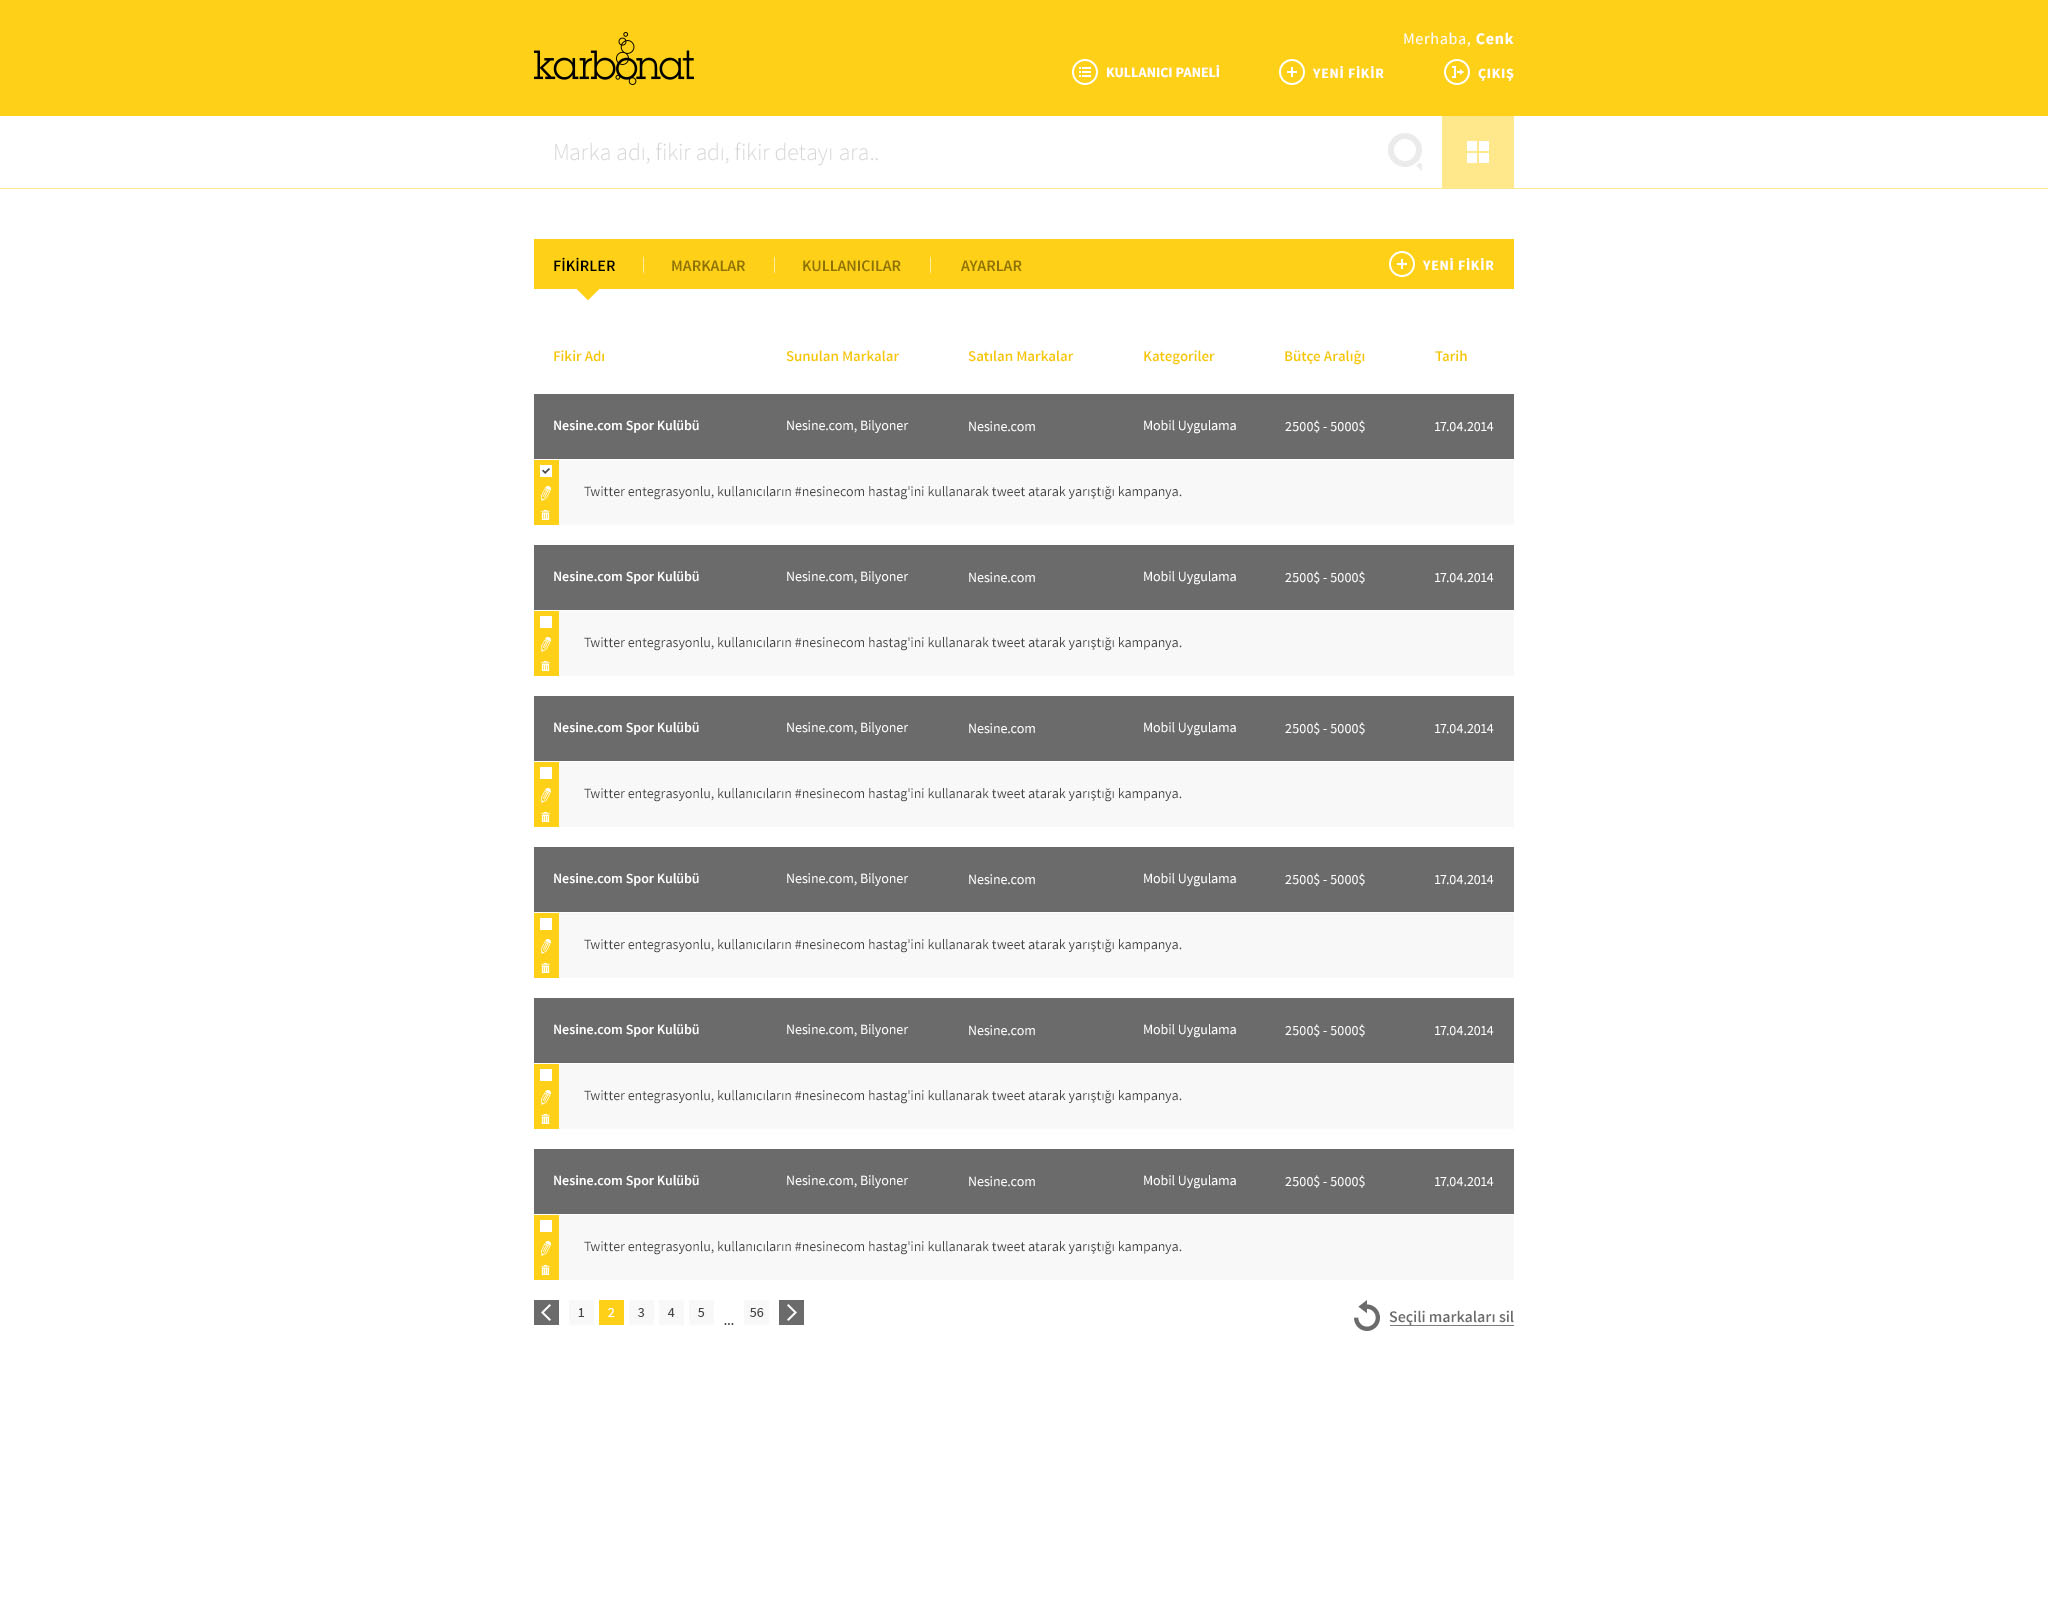 karbonat
Merhaba, Cenk
KULLANICI PANELİ YENİ FİKİR ÇIKIŞ
Marka adı, fikir adı, fikir detayı ara..
FİKİRLER MARKALAR KULLANICILAR AYARLAR YENİ FİKİR
Fikir Adı Sunulan Markalar Satılan Markalar Kategoriler Bütçe Aralığı Tarih
Nesine.com Spor Kulübü Nesine.com, Bilyoner Nesine.com Mobil Uygulama 2500$ - 5000$ 17.04.2014
Twitter entegrasyonlu, kullanıcıların #nesinecom hastag'ini kullanarak tweet atarak yarıştığı kampanya.
Nesine.com Spor Kulübü Nesine.com, Bilyoner Nesine.com Mobil Uygulama 2500$ - 5000$ 17.04.2014
Twitter entegrasyonlu, kullanıcıların #nesinecom hastag'ini kullanarak tweet atarak yarıştığı kampanya.
Nesine.com Spor Kulübü Nesine.com, Bilyoner Nesine.com Mobil Uygulama 2500$ - 5000$ 17.04.2014
Twitter entegrasyonlu, kullanıcıların #nesinecom hastag'ini kullanarak tweet atarak yarıştığı kampanya.
Nesine.com Spor Kulübü Nesine.com, Bilyoner Nesine.com Mobil Uygulama 2500$ - 5000$ 17.04.2014
Twitter entegrasyonlu, kullanıcıların #nesinecom hastag'ini kullanarak tweet atarak yarıştığı kampanya.
Nesine.com Spor Kulübü Nesine.com, Bilyoner Nesine.com Mobil Uygulama 2500$ - 5000$ 17.04.2014
Twitter entegrasyonlu, kullanıcıların #nesinecom hastag'ini kullanarak tweet atarak yarıştığı kampanya.
Nesine.com Spor Kulübü Nesine.com, Bilyoner Nesine.com Mobil Uygulama 2500$ - 5000$ 17.04.2014
Twitter entegrasyonlu, kullanıcıların #nesinecom hastag'ini kullanarak tweet atarak yarıştığı kampanya.
1 2 3 4 5 ... 56 Seçili markaları sil